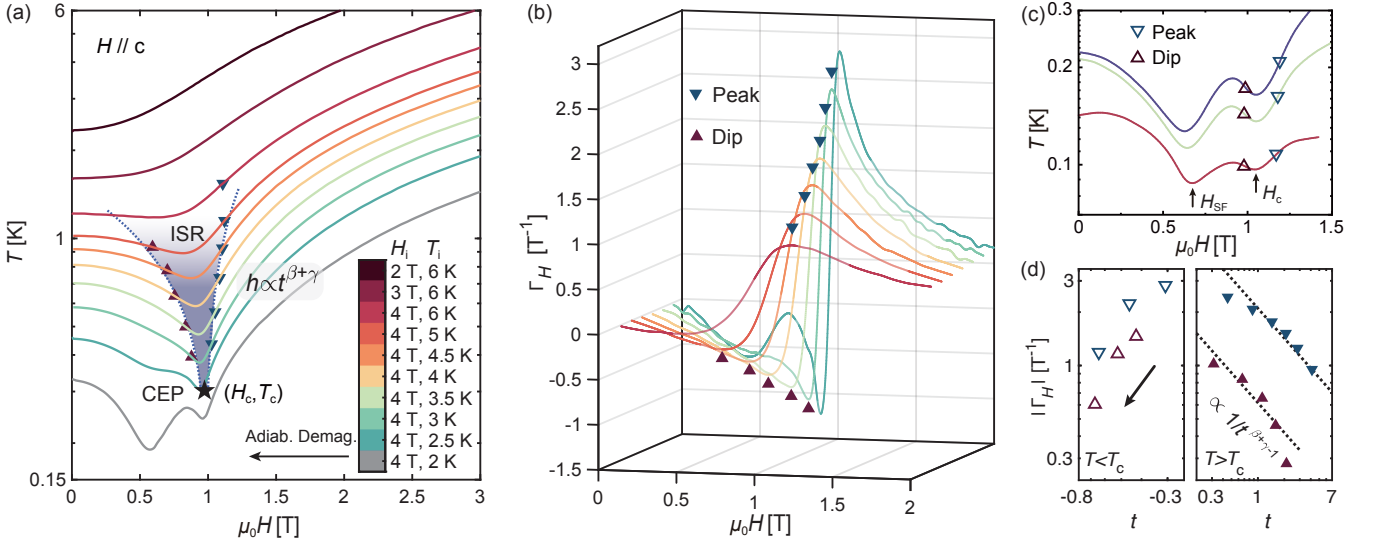 (a)
6
1
0.15
T [K]
H // c
ISR
h∝t^{β+γ}
CEP
(H_c,T_c)
Adiab. Demag.
H_i T_i
2 T, 6 K
3 T, 6 K
4 T, 6 K
4 T, 5 K
4 T, 4.5 K
4 T, 4 K
4 T, 3.5 K
4 T, 3 K
4 T, 2.5 K
4 T, 2 K
0 0.5 1 1.5 2 2.5 3
μ₀H [T]
(b)
3
2.5
2
1.5
1
0.5
0
-0.5
-1
-1.5
Γ_H [T⁻¹]
Peak
Dip
0 0.5 1 1.5 2
μ₀H [T]
(c)
0.3
0.2
0.1
T [K]
Peak
Dip
H_SF
H_c
0 0.5 1 1.5
μ₀H [T]
(d)
3
1
0.3
|Γ_H| [T⁻¹]
T<T_c
-0.8 -0.3
t
∝ 1/t^{β+γ-1}
T>T_c
0.3 1 7
t